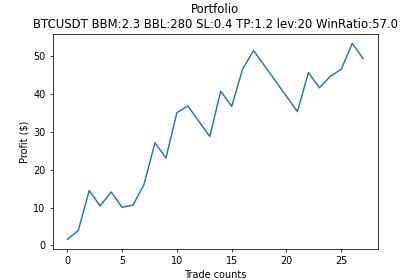 Portfolio
BTCUSDT BBM:2.3 BBL:280 SL:0.4 TP:1.2 lev:20 WinRatio:57.0
50
40
30
20
10
0
Profit ($)
0 5 10 15 20 25
Trade counts